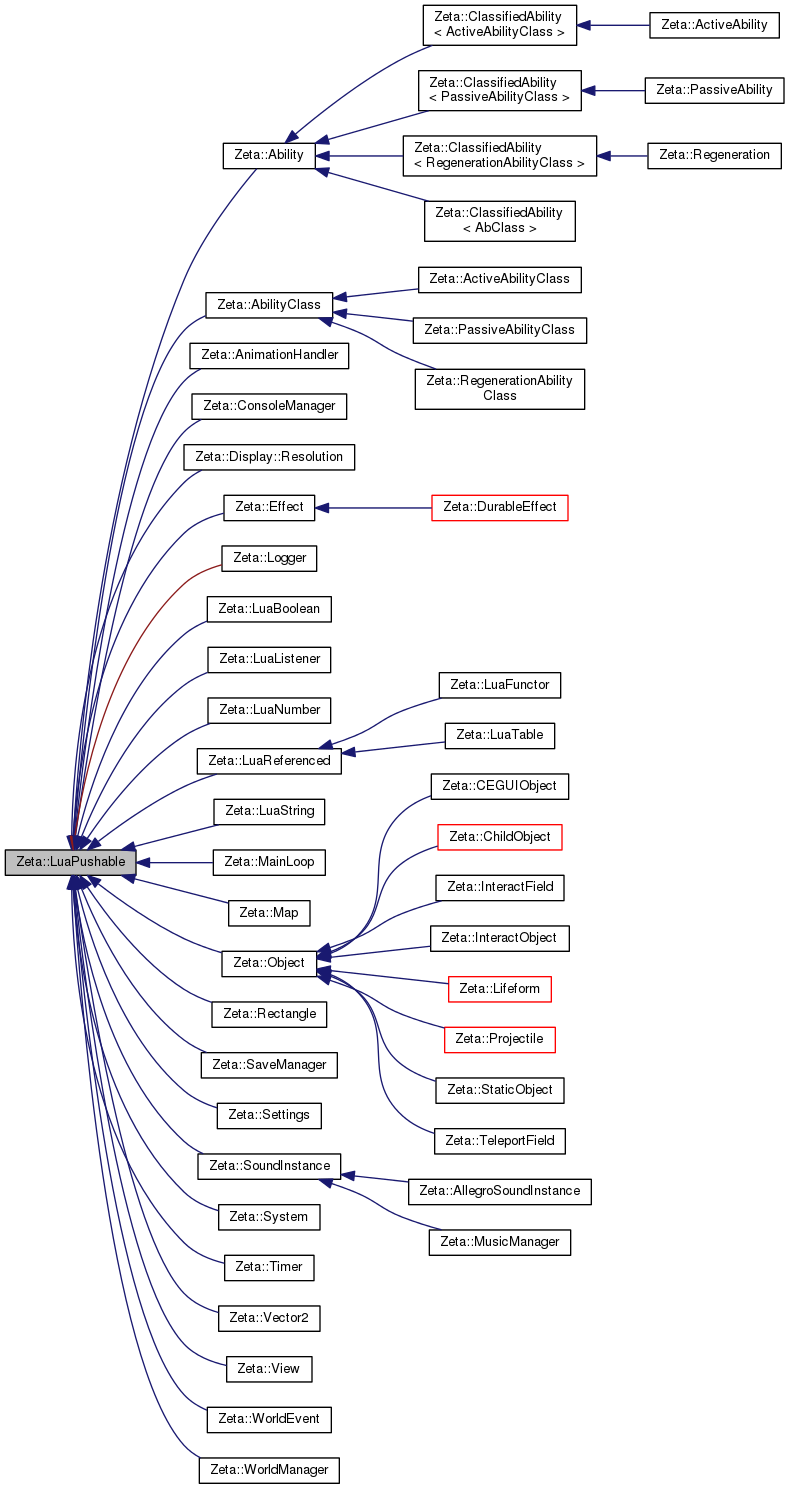 Zeta::ClassifiedAbility
< ActiveAbilityClass >
Zeta::ActiveAbility
Zeta::ClassifiedAbility
< PassiveAbilityClass >
Zeta::PassiveAbility
Zeta::Ability
Zeta::ClassifiedAbility
< RegenerationAbilityClass >
Zeta::Regeneration
Zeta::ClassifiedAbility
< AbClass >
Zeta::AbilityClass
Zeta::ActiveAbilityClass
Zeta::PassiveAbilityClass
Zeta::RegenerationAbility
Class
Zeta::AnimationHandler
Zeta::ConsoleManager
Zeta::Display::Resolution
Zeta::Effect
Zeta::DurableEffect
Zeta::Logger
Zeta::LuaBoolean
Zeta::LuaListener
Zeta::LuaNumber
Zeta::LuaReferenced
Zeta::LuaFunctor
Zeta::LuaTable
Zeta::LuaString
Zeta::LuaPushable
Zeta::MainLoop
Zeta::Map
Zeta::Object
Zeta::CEGUIObject
Zeta::ChildObject
Zeta::InteractField
Zeta::InteractObject
Zeta::Lifeform
Zeta::Projectile
Zeta::StaticObject
Zeta::TeleportField
Zeta::Rectangle
Zeta::SaveManager
Zeta::Settings
Zeta::SoundInstance
Zeta::AllegroSoundInstance
Zeta::MusicManager
Zeta::System
Zeta::Timer
Zeta::Vector2
Zeta::View
Zeta::WorldEvent
Zeta::WorldManager